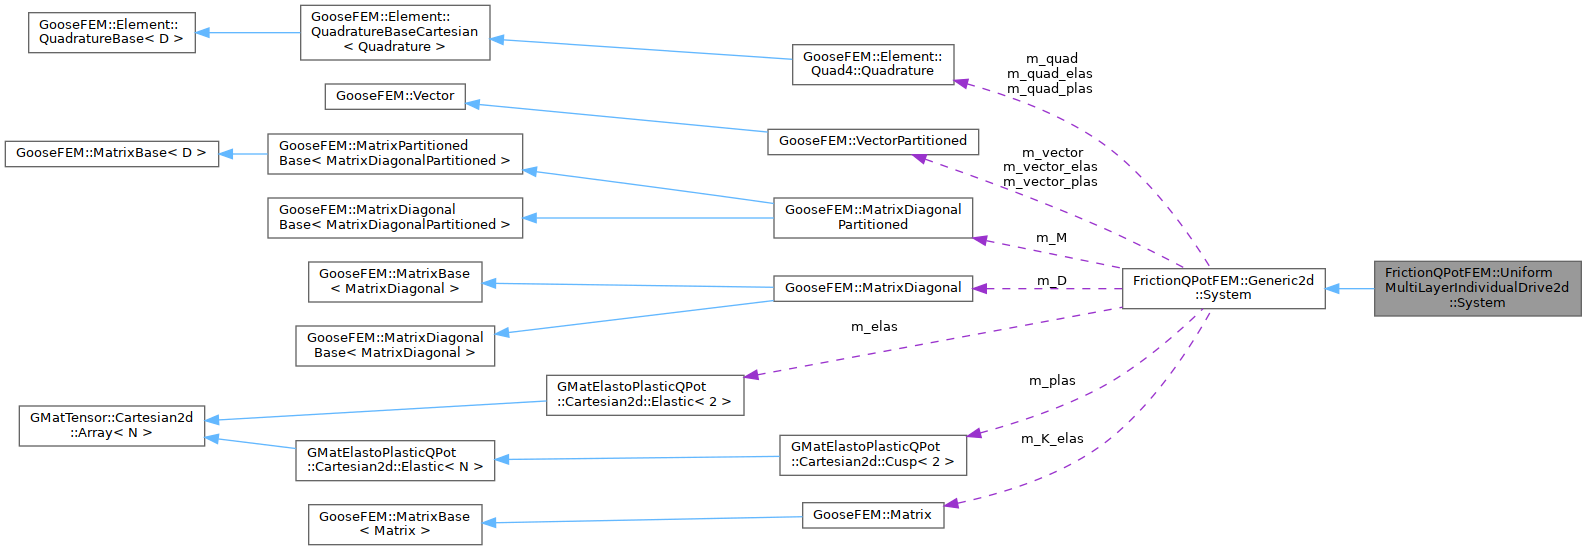 GooseFEM::Element::
QuadratureBase< D >
GooseFEM::Element::
QuadratureBaseCartesian
< Quadrature >
GooseFEM::Element::
Quad4::Quadrature
m_quad
m_quad_elas
m_quad_plas
GooseFEM::Vector
GooseFEM::VectorPartitioned
m_vector
m_vector_elas
m_vector_plas
GooseFEM::MatrixBase< D >
GooseFEM::MatrixPartitioned
Base< MatrixDiagonalPartitioned >
GooseFEM::MatrixDiagonal
Base< MatrixDiagonalPartitioned >
GooseFEM::MatrixDiagonal
Partitioned
m_M
GooseFEM::MatrixBase
< MatrixDiagonal >
GooseFEM::MatrixDiagonal
m_D
FrictionQPotFEM::Generic2d
::System
FrictionQPotFEM::Uniform
MultiLayerIndividualDrive2d
::System
GooseFEM::MatrixDiagonal
Base< MatrixDiagonal >
m_elas
GMatElastoPlasticQPot
::Cartesian2d::Elastic< 2 >
m_plas
GMatTensor::Cartesian2d
::Array< N >
GMatElastoPlasticQPot
::Cartesian2d::Elastic< N >
GMatElastoPlasticQPot
::Cartesian2d::Cusp< 2 >
m_K_elas
GooseFEM::MatrixBase
< Matrix >
GooseFEM::Matrix